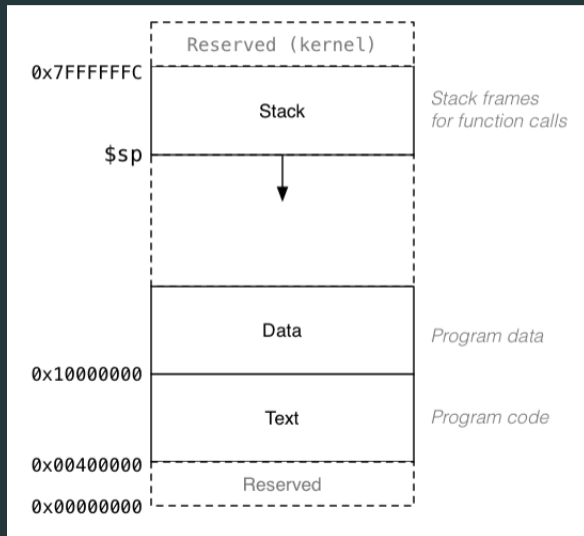 Reserved (kernel)
0x7FFFFFFC
Stack
Stack frames
for function calls
$sp
Data
Program data
0x10000000
Text
Program code
0x00400000
Reserved
0x00000000